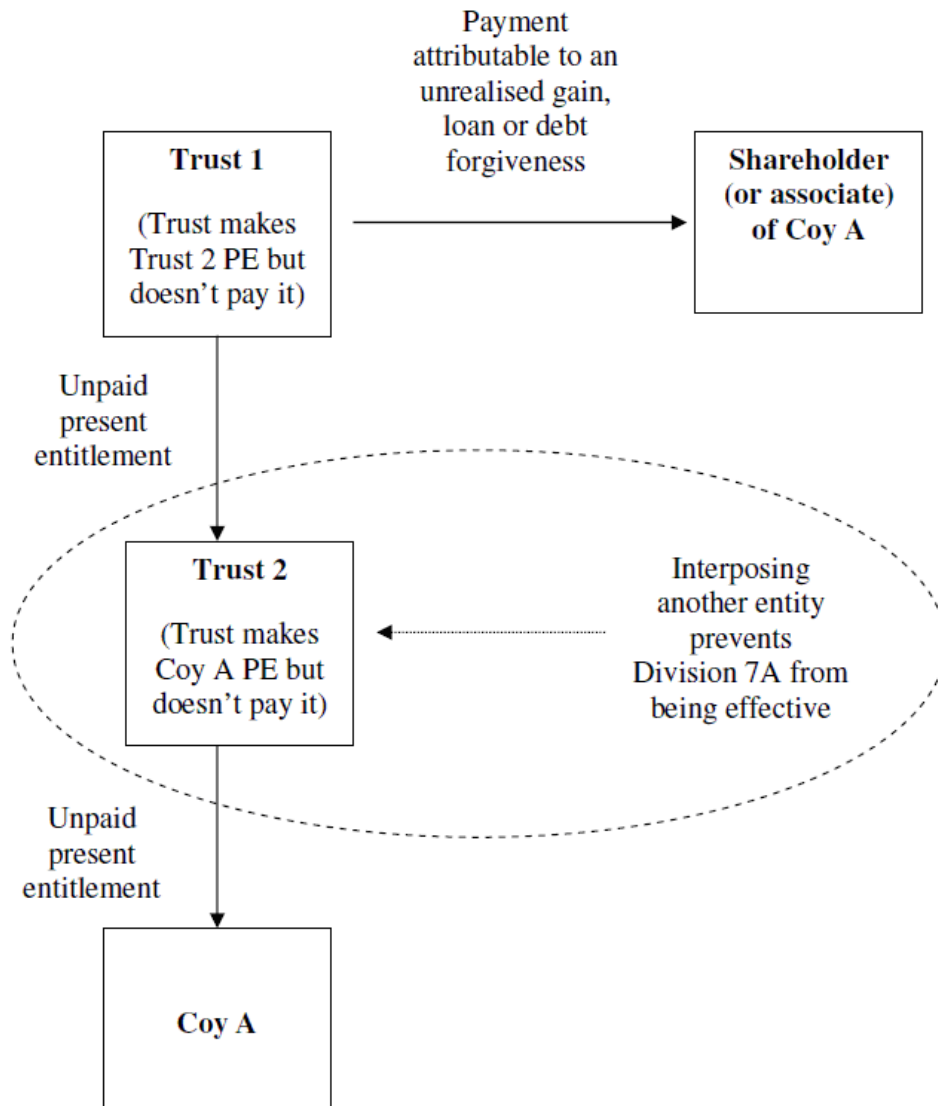 Payment
attributable to an
unrealised gain,
loan or debt
forgiveness
Trust 1
(Trust makes
Trust 2 PE but
doesn’t pay it)
Shareholder
(or associate)
of Coy A
Unpaid
present
entitlement
Trust 2
(Trust makes
Coy A PE but
doesn’t pay it)
Interposing
another entity
prevents
Division 7A from
being effective
Unpaid
present
entitlement
Coy A